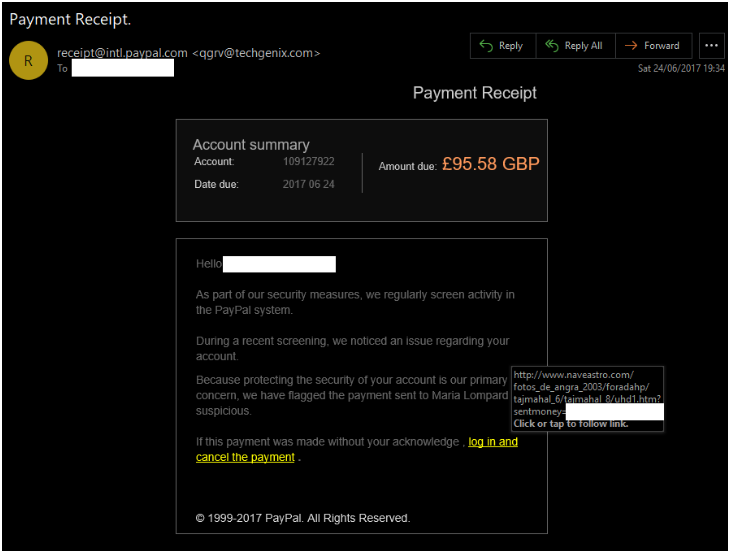 Payment Receipt.
receipt@intl.paypal.com <qgrv@techgenix.com>
R
To
Reply
Reply All
Forward
...
Sat 24/06/2017 19:34
Payment Receipt
Account summary
Account: 109127922
Date due: 2017 06 24
Amount due: £95.58 GBP
Hello
As part of our security measures, we regularly screen activity in
the PayPal system.
During a recent screening, we noticed an issue regarding your
account.
Because protecting the security of your account is our primary
concern, we have flagged the payment sent to Maria Lompard
suspicious.
If this payment was made without your acknowledge , log in and
cancel the payment .
http://www.naveastro.com/
fotos_de_angra_2003/foradahp/
tajmahal_6/tajmahal_8/uhd1.htm?
sentmoney=
Click or tap to follow link.
© 1999-2017 PayPal. All Rights Reserved.